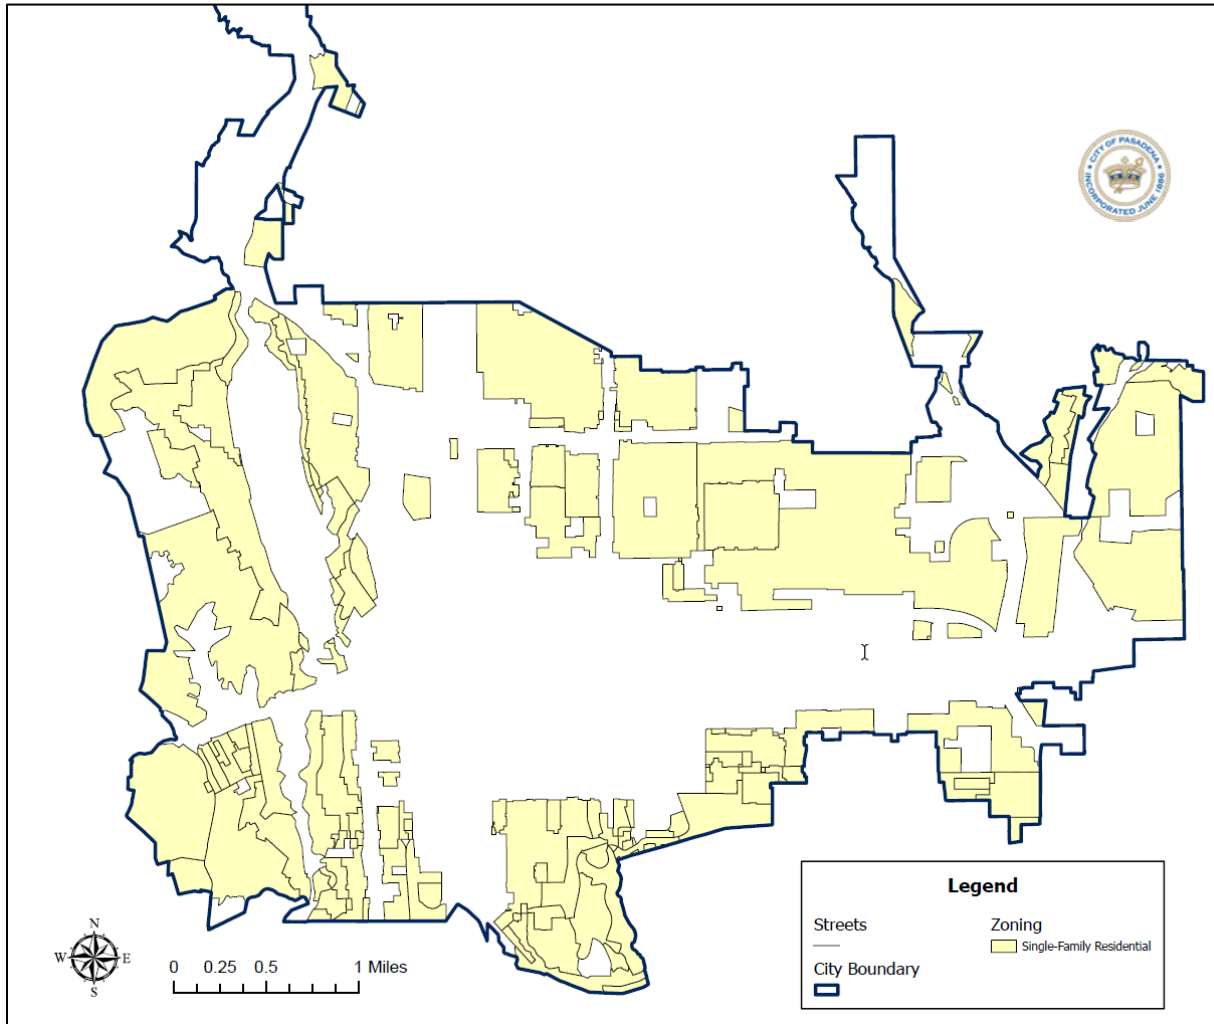 CITY OF PASADENA
INCORPORATED JUNE 1886
Legend
Streets
Zoning
Single-Family Residential
City Boundary
N
W E
S
0 0.25 0.5 1 Miles